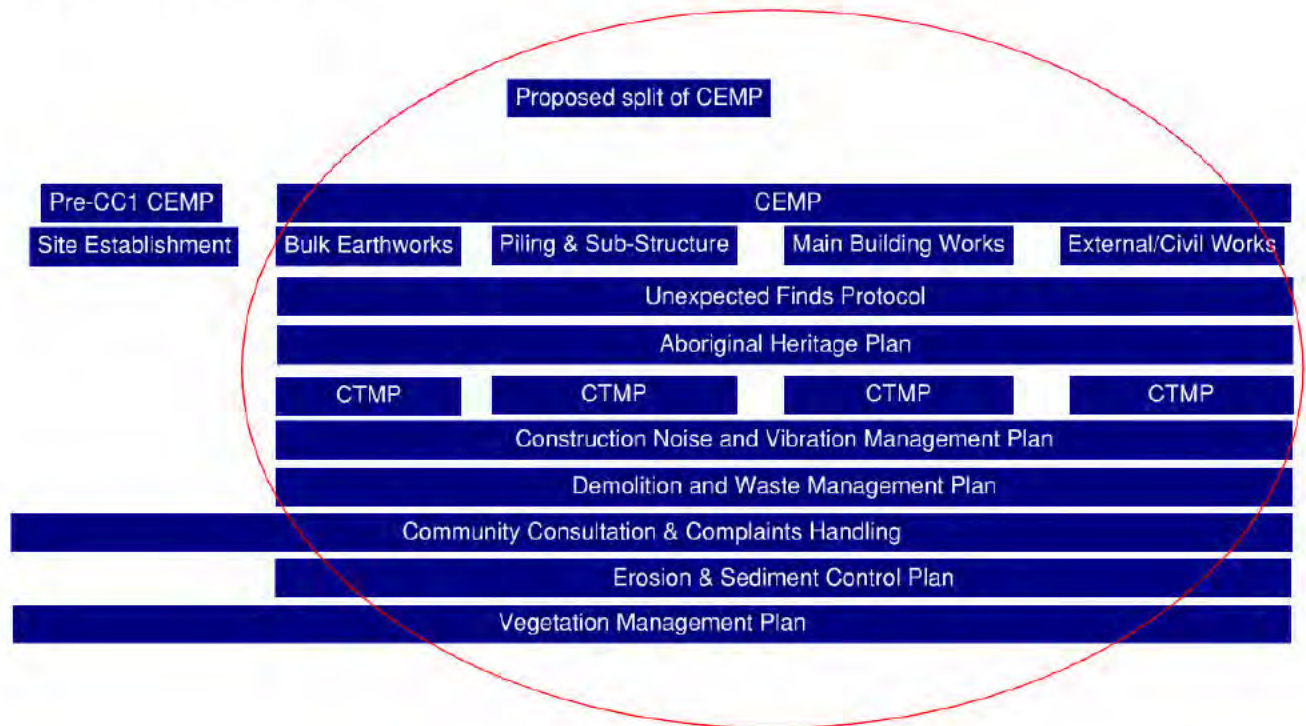 Proposed split of CEMP
Pre-CC1 CEMP
CEMP
Site Establishment
Bulk Earthworks
Piling & Sub-Structure
Main Building Works
External/Civil Works
Unexpected Finds Protocol
Aboriginal Heritage Plan
CTMP
CTMP
CTMP
CTMP
Construction Noise and Vibration Management Plan
Demolition and Waste Management Plan
Community Consultation & Complaints Handling
Erosion & Sediment Control Plan
Vegetation Management Plan